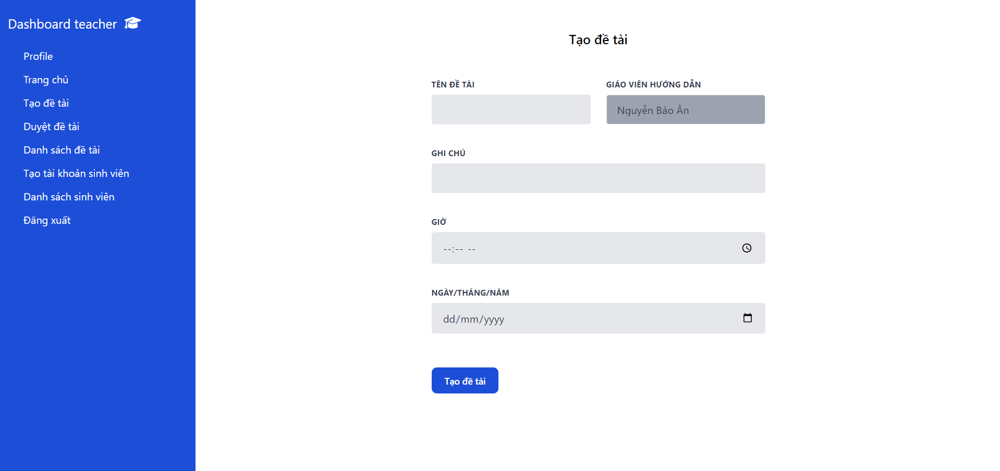 Dashboard teacher
Profile
Trang chủ
Tạo đề tài
Duyệt đề tài
Danh sách đề tài
Tạo tài khoản sinh viên
Danh sách sinh viên
Đăng xuất
Tạo đề tài
TÊN ĐỀ TÀI
GIÁO VIÊN HƯỚNG DẪN
Nguyễn Bảo Ân
GHI CHÚ
GIỜ
--:-- --
NGÀY/THÁNG/NĂM
dd/mm/yyyy
Tạo đề tài